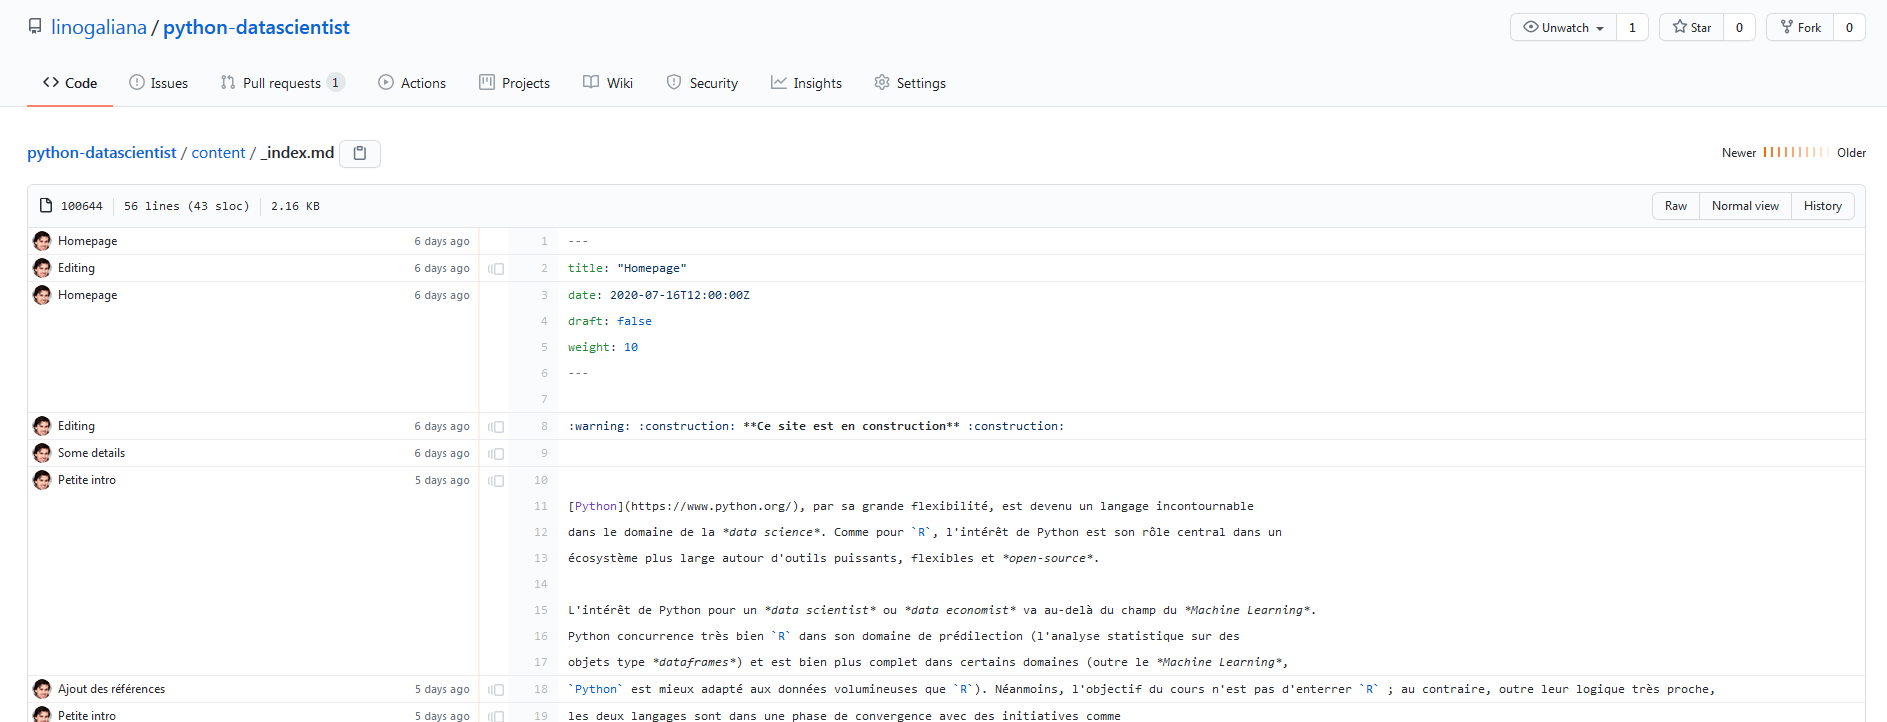 linogaliana / python-datascientist
Unwatch 1 Star 0 Fork 0
Code Issues Pull requests 1 Actions Projects Wiki Security Insights Settings
python-datascientist / content / _index.md
Newer Older
100644 56 lines (43 sloc) 2.16 KB Raw Normal view History
Homepage 6 days ago 1 ---
Editing 6 days ago 2 title: "Homepage"
Homepage 6 days ago 3 date: 2020-07-16T12:00:00Z
4 draft: false
5 weight: 10
6 ---
7
Editing 6 days ago 8 :warning: :construction: **Ce site est en construction** :construction:
Some details 6 days ago 9
Petite intro 5 days ago 10
11 [Python](https://www.python.org/), par sa grande flexibilité, est devenu un langage incontournable
12 dans le domaine de la *data science*. Comme pour `R`, l'intérêt de Python est son rôle central dans un
13 écosystème plus large autour d'outils puissants, flexibles et *open-source*.
14
15 L'intérêt de Python pour un *data scientist* ou *data economist* va au-delà du champ du *Machine Learning*.
16 Python concurrence très bien `R` dans son domaine de prédilection (l'analyse statistique sur des
17 objets type *dataframes*) et est bien plus complet dans certains domaines (outre le *Machine Learning*,
Ajout des références 5 days ago 18 `Python` est mieux adapté aux données volumineuses que `R`). Néanmoins, l'objectif du cours n'est pas d'enterrer `R` ; au contraire, outre leur logique très proche,
Petite intro 5 days ago 19 les deux langages sont dans une phase de convergence avec des initiatives comme